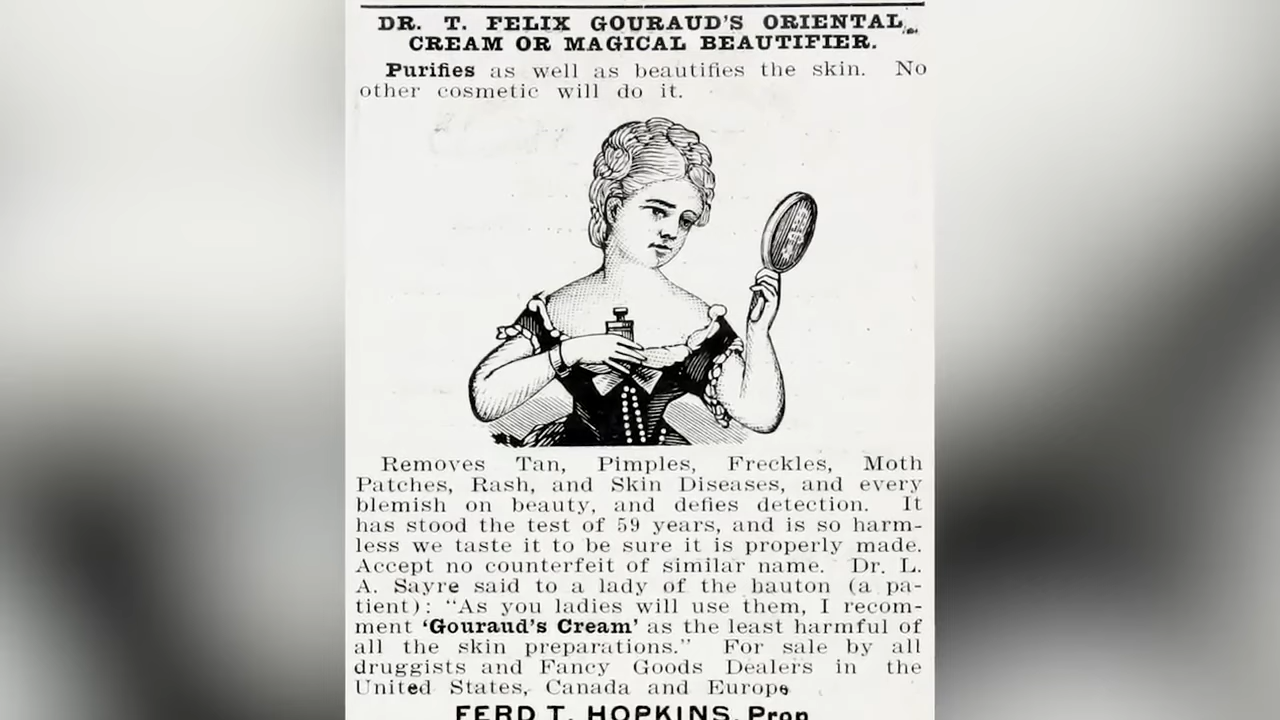 DR. T. FELIX GOURAUD'S ORIENTAL
CREAM OR MAGICAL BEAUTIFIER.
Purifies as well as beautifies the skin. No
other cosmetic will do it.
Removes Tan, Pimples, Freckles, Moth
Patches, Rash, and Skin Diseases, and every
blemish on beauty, and defies detection. It
has stood the test of 59 years, and is so harm-
less we taste it to be sure it is properly made.
Accept no counterfeit of similar name. Dr. L.
A. Sayre said to a lady of the hauton (a pa-
tient): "As you ladies will use them, I recom-
ment 'Gouraud's Cream' as the least harmful of
all the skin preparations." For sale by all
druggists and Fancy Goods Dealers in the
United States, Canada and Europe
FERD T. HOPKINS, Prop